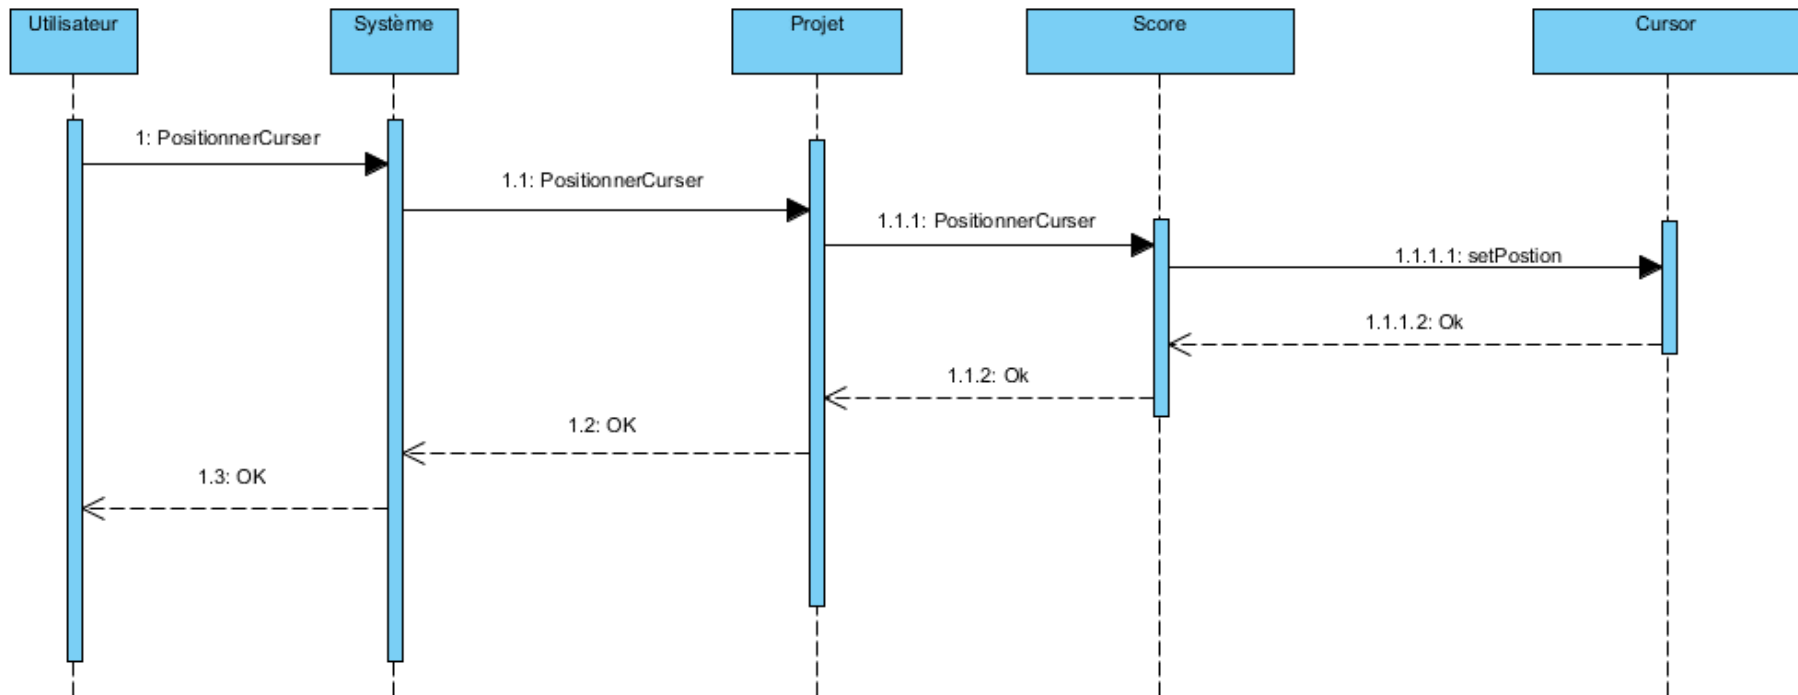 Utilisateur
Système
Projet
Score
Cursor
1: PositionnerCurser
1.1: PositionnerCurser
1.1.1: PositionnerCurser
1.1.1.1: setPostion
1.1.1.2: Ok
1.1.2: Ok
1.2: OK
1.3: OK